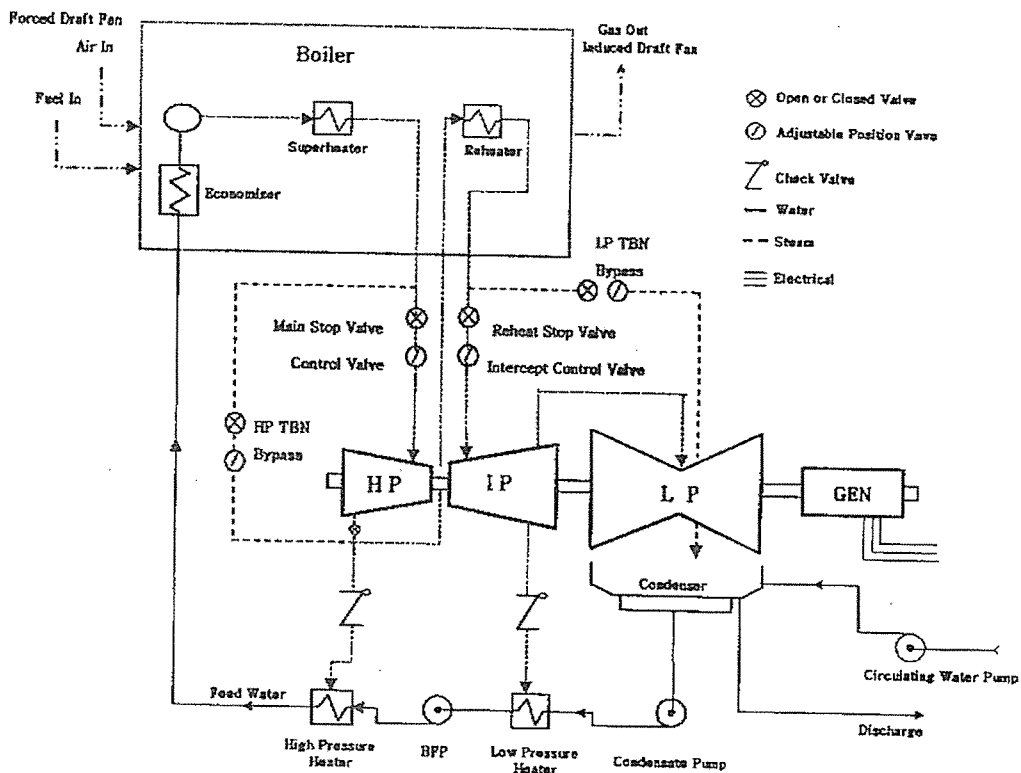 Forced Draft Fan
Air In
Fuel In
Boiler
Gas Out
Induced Draft Fan
Superheater
Reheater
Economizer
Open or Closed Valve
Adjustable Position Vave
Check Valve
Water
Steam
Electrical
LP TBN
Bypass
Main Stop Valve
Control Valve
Reheat Stop Valve
Intercept Control Valve
HP TBN
Bypass
HP
IP
LP
GEN
Condenser
Circulating Water Pump
Discharge
Feed Water
High Pressure
Heater
BFP
Low Pressure
Heater
Condensate Pump